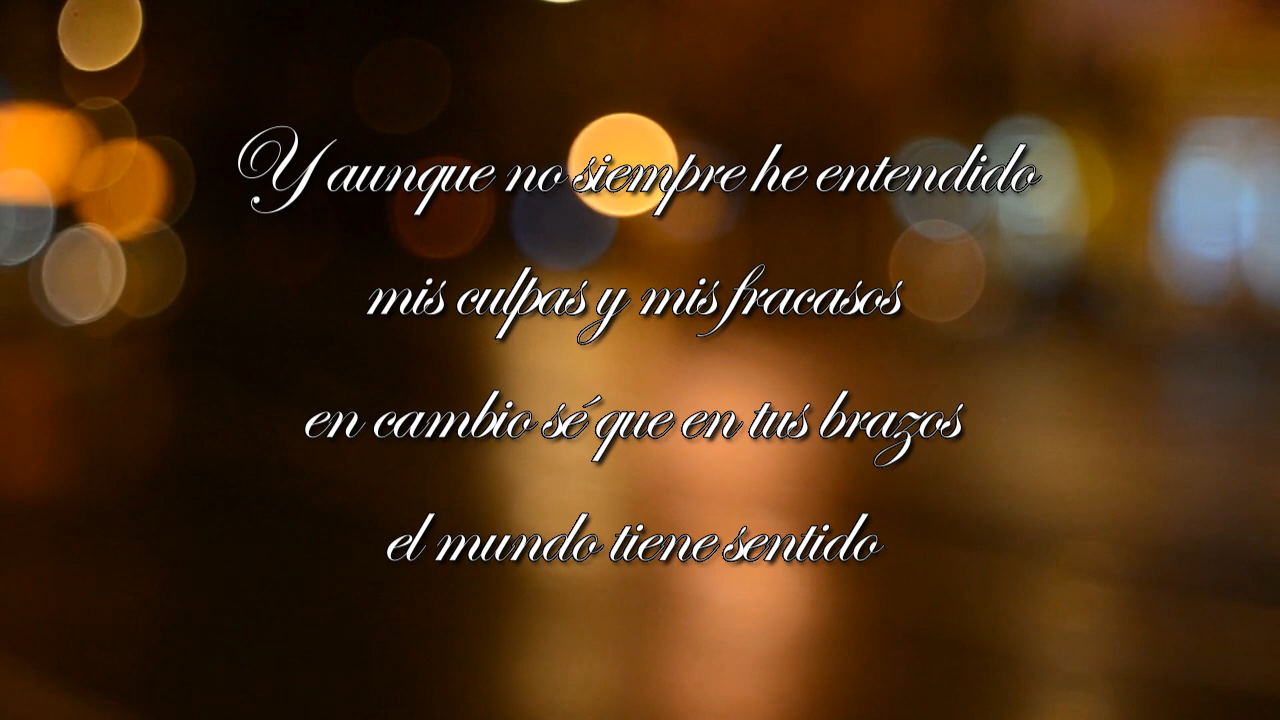 Y aunque no siempre he entendido
mis culpas y mis fracasos
en cambio sé que en tus brazos
el mundo tiene sentido